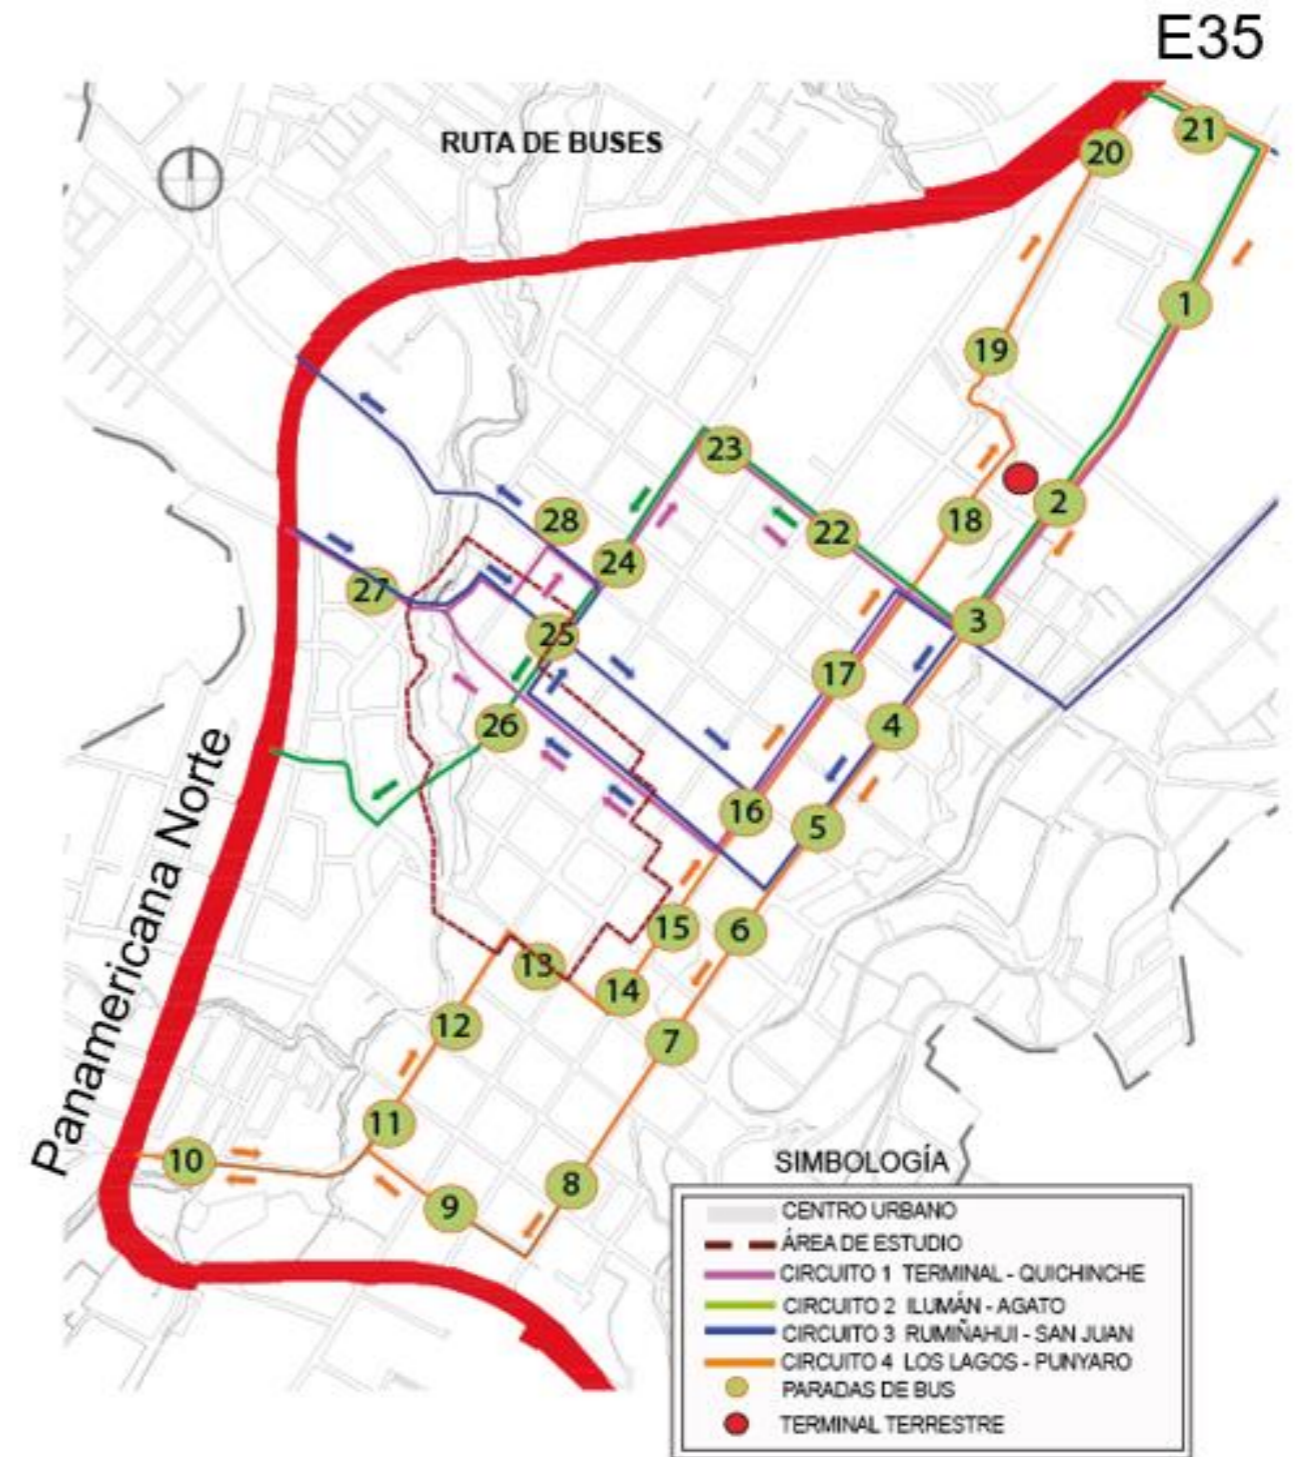 E35
RUTA DE BUSES
21
20
1
19
23
2
28
22
18
24
27
3
25
17
26
4
16
5
15
6
13
14
12
7
11
10
8
9
Panamericana Norte
SIMBOLOGÍA
CENTRO URBANO
ÁREA DE ESTUDIO
CIRCUITO 1 TERMINAL - QUICHINCHE
CIRCUITO 2 ILUMÁN - AGATO
CIRCUITO 3 RUMIÑAHUI - SAN JUAN
CIRCUITO 4 LOS LAGOS - PUNYARO
PARADAS DE BUS
TERMINAL TERRESTRE